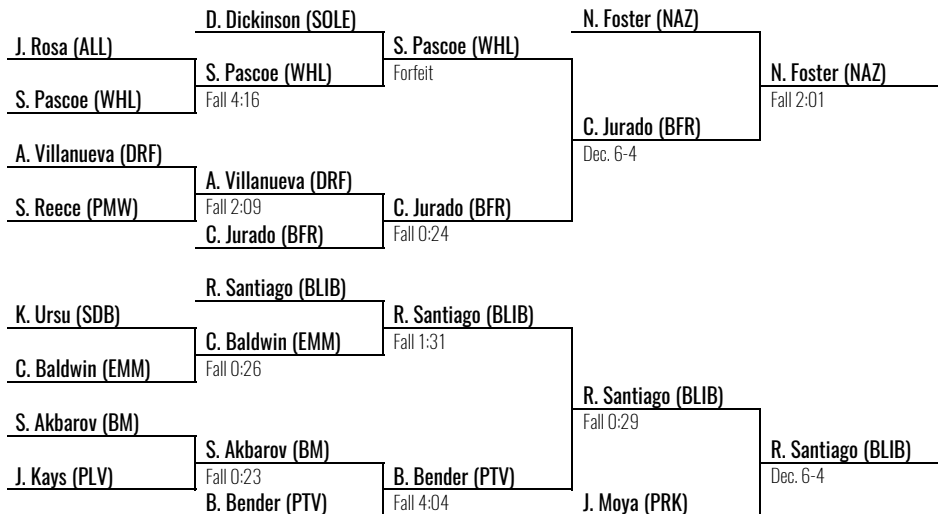 D. Dickinson (SOLE)
N. Foster (NAZ)
J. Rosa (ALL)
S. Pascoe (WHL)
S. Pascoe (WHL)
Forfeit
N. Foster (NAZ)
S. Pascoe (WHL)
Fall 4:16
Fall 2:01
C. Jurado (BFR)
A. Villanueva (DRF)
Dec. 6-4
A. Villanueva (DRF)
S. Reece (PMW)
Fall 2:09
C. Jurado (BFR)
C. Jurado (BFR)
Fall 0:24
R. Santiago (BLIB)
K. Ursu (SDB)
R. Santiago (BLIB)
C. Baldwin (EMM)
Fall 1:31
C. Baldwin (EMM)
Fall 0:26
R. Santiago (BLIB)
S. Akbarov (BM)
Fall 0:29
S. Akbarov (BM)
R. Santiago (BLIB)
J. Kays (PLV)
Fall 0:23
B. Bender (PTV)
Dec. 6-4
B. Bender (PTV)
Fall 4:04
J. Moya (PRK)